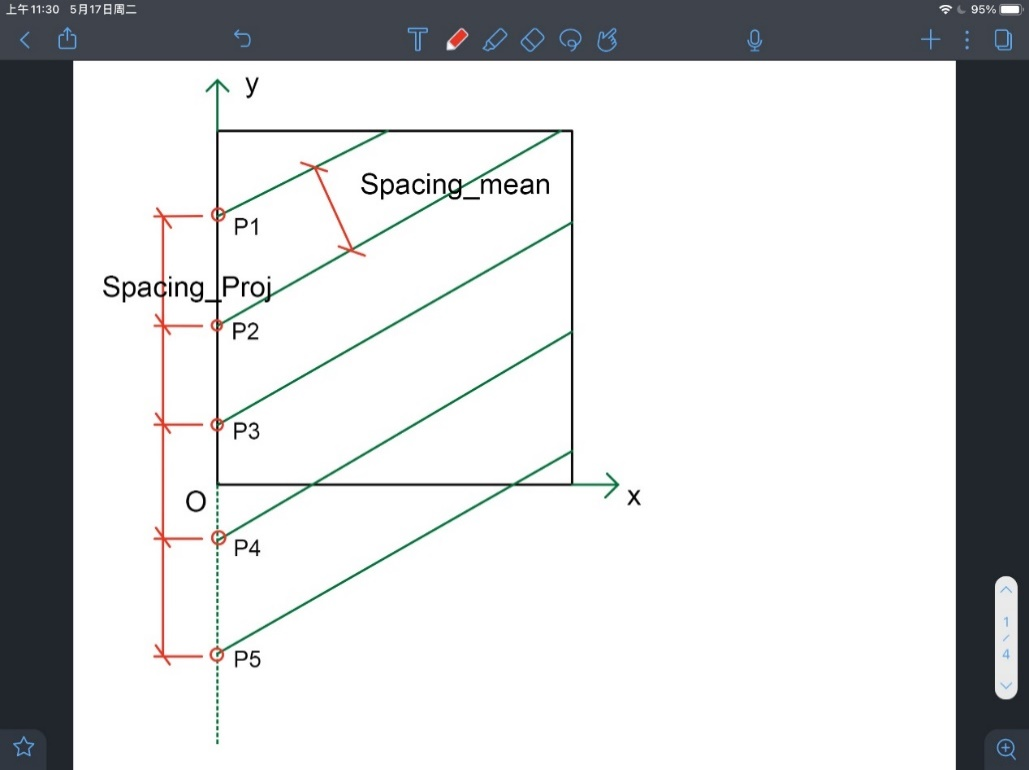 上午11:30 5月17日周二
95%
T
y
Spacing_mean
P1
Spacing_Proj
P2
P3
O
x
P4
P5
1
/
4